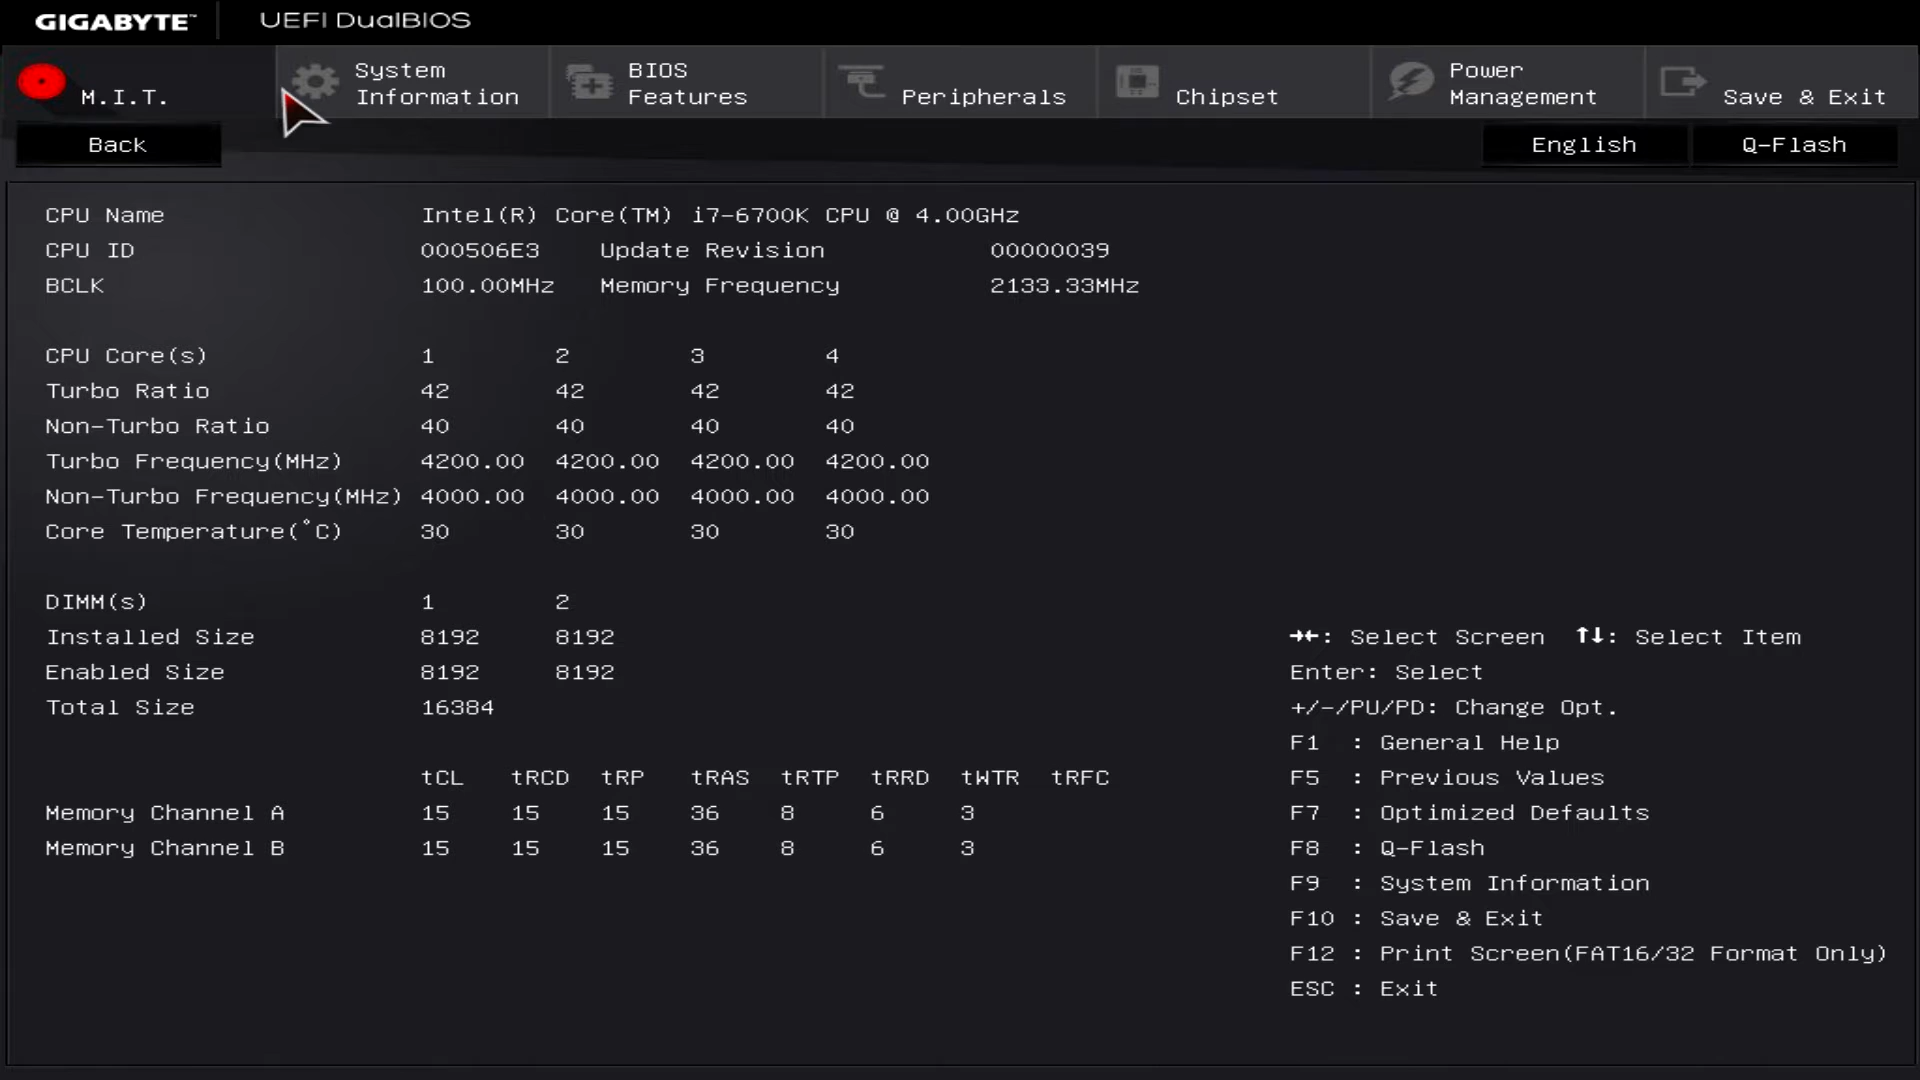 GIGABYTE™ UEFI DualBIOS
M.I.T. System Information BIOS Features Peripherals Chipset Power Management Save & Exit
Back English Q-Flash
CPU Name Intel(R) Core(TM) i7-6700K CPU @ 4.00GHz
CPU ID 000506E3 Update Revision 00000039
BCLK 100.00MHz Memory Frequency 2133.33MHz
CPU Core(s) 1 2 3 4
Turbo Ratio 42 42 42 42
Non-Turbo Ratio 40 40 40 40
Turbo Frequency(MHz) 4200.00 4200.00 4200.00 4200.00
Non-Turbo Frequency(MHz) 4000.00 4000.00 4000.00 4000.00
Core Temperature(°C) 30 30 30 30
DIMM(s) 1 2
Installed Size 8192 8192
Enabled Size 8192 8192
Total Size 16384
tCL tRCD tRP tRAS tRTP tRRD tWTR tRFC
Memory Channel A 15 15 15 36 8 6 3
Memory Channel B 15 15 15 36 8 6 3
→←: Select Screen ↑↓: Select Item
Enter: Select
+/-/PU/PD: Change Opt.
F1 : General Help
F5 : Previous Values
F7 : Optimized Defaults
F8 : Q-Flash
F9 : System Information
F10 : Save & Exit
F12 : Print Screen(FAT16/32 Format Only)
ESC : Exit